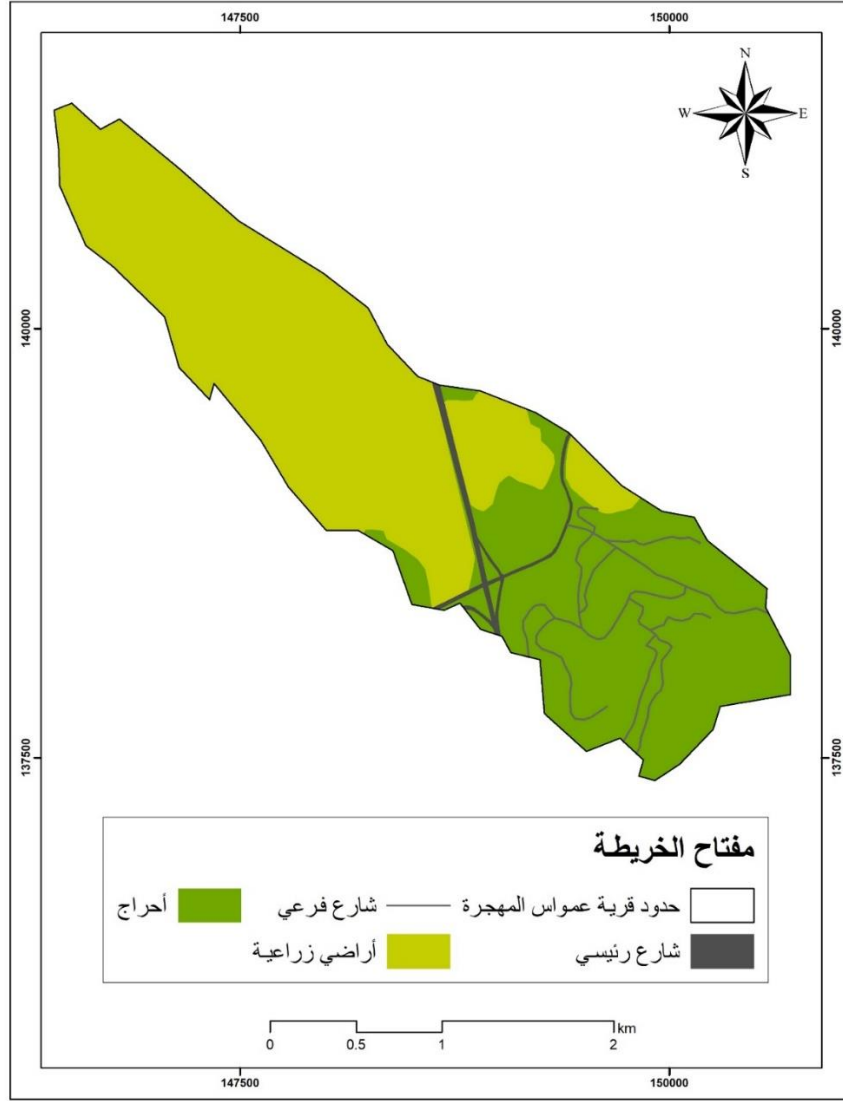 147500 150000
N
W E
S
140000 140000
137500 137500
مفتاح الخريطة
حدود قرية عمواس المهجرة شارع فرعي أحراج
شارع رئيسي أراضي زراعية
km
0 0.5 1 2
147500 150000